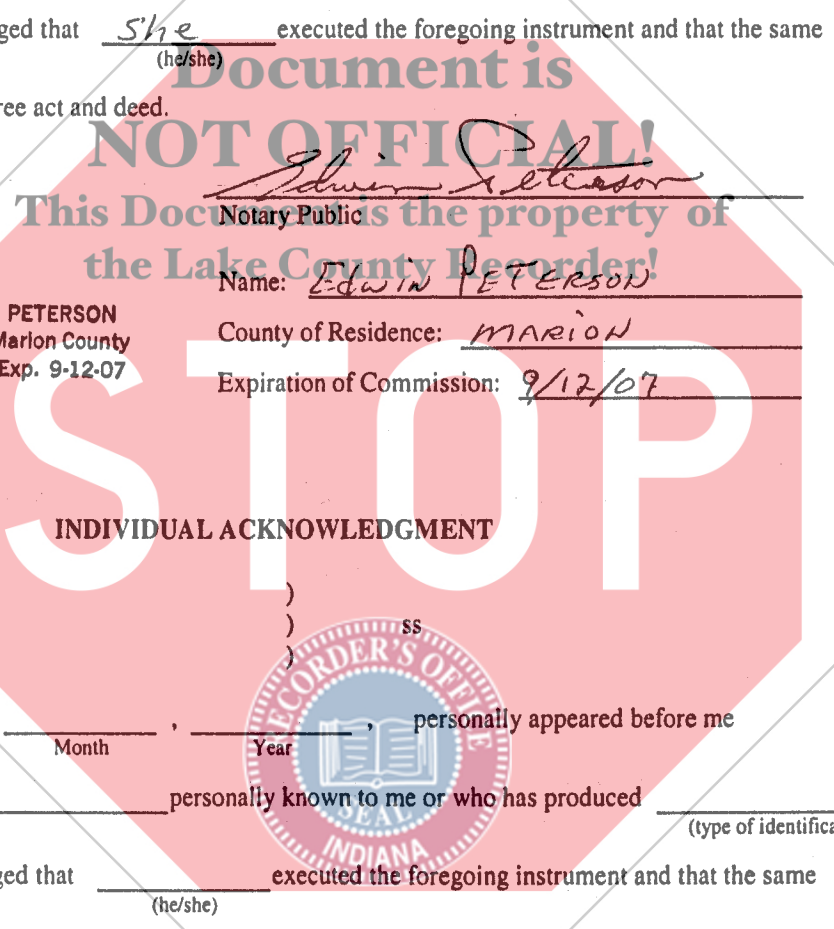 ged that She executed the foregoing instrument and that the same
(he/she)
Document is
ree act and deed.
NOT OFFICIAL!
Edwin Peterson
This Document is the property of
Notary Public
the Lake County Recorder!
Name: Edwin PETERSON
PETERSON
Marion County
County of Residence: MARION
Exp. 9-12-07
Expiration of Commission: 9/12/07
STOP
INDIVIDUAL ACKNOWLEDGMENT
)
) ss
)
RECORDER'S OFFICE
, , personally appeared before me
Month Year
personally known to me or who has produced
SEAL
(type of identifica
INDIANA
ged that executed the foregoing instrument and that the same
(he/she)